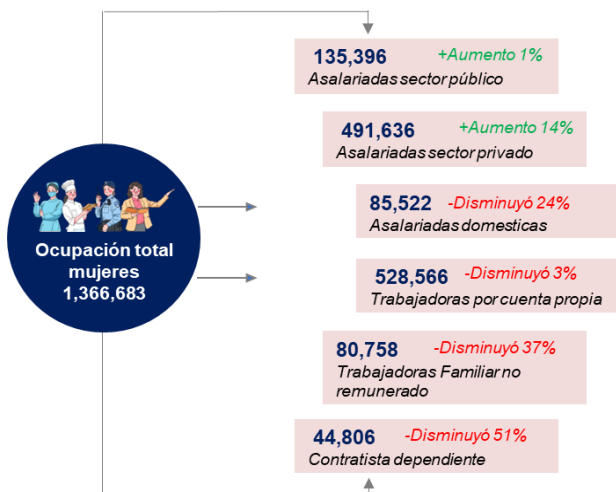 135,396 +Aumento 1%
Asalariadas sector público
491,636 +Aumento 14%
Asalariadas sector privado
85,522 -Disminuyó 24%
Asalariadas domesticas
Ocupación total
mujeres
1,366,683
528,566 -Disminuyó 3%
Trabajadoras por cuenta propia
80,758 -Disminuyó 37%
Trabajadoras Familiar no
remunerado
44,806 -Disminuyó 51%
Contratista dependiente